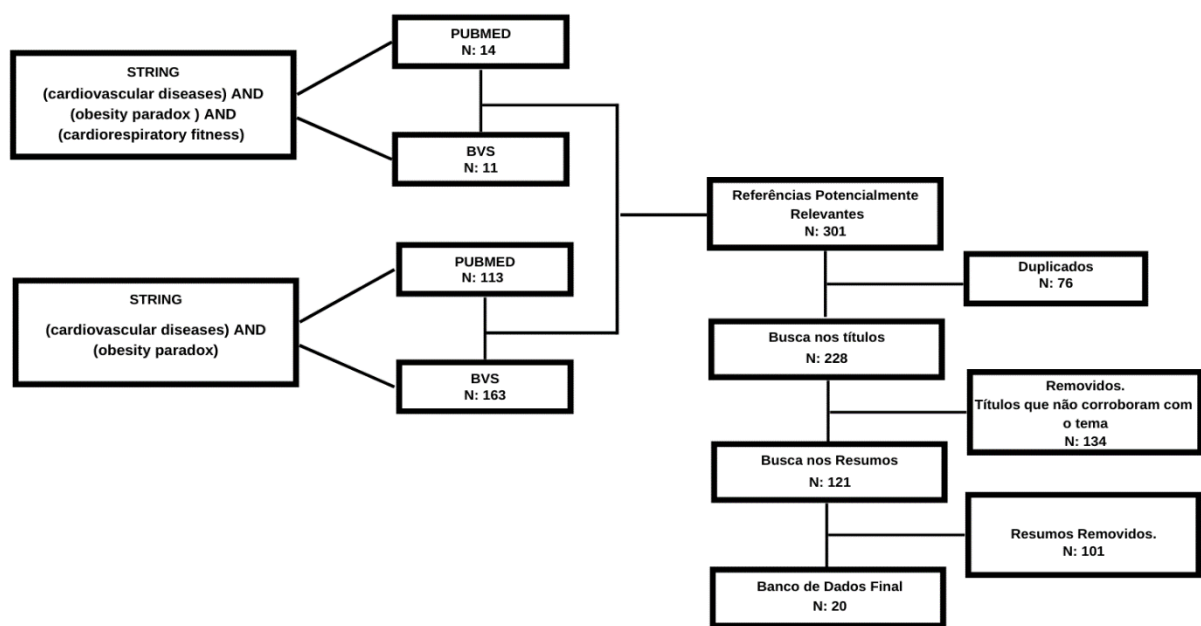 STRING
(cardiovascular diseases) AND
(obesity paradox ) AND
(cardiorespiratory fitness)
PUBMED
N: 14
BVS
N: 11
STRING
(cardiovascular diseases) AND
(obesity paradox)
PUBMED
N: 113
BVS
N: 163
Referências Potencialmente
Relevantes
N: 301
Duplicados
N: 76
Busca nos títulos
N: 228
Removidos.
Títulos que não corroboram com
o tema
N: 134
Busca nos Resumos
N: 121
Resumos Removidos.
N: 101
Banco de Dados Final
N: 20